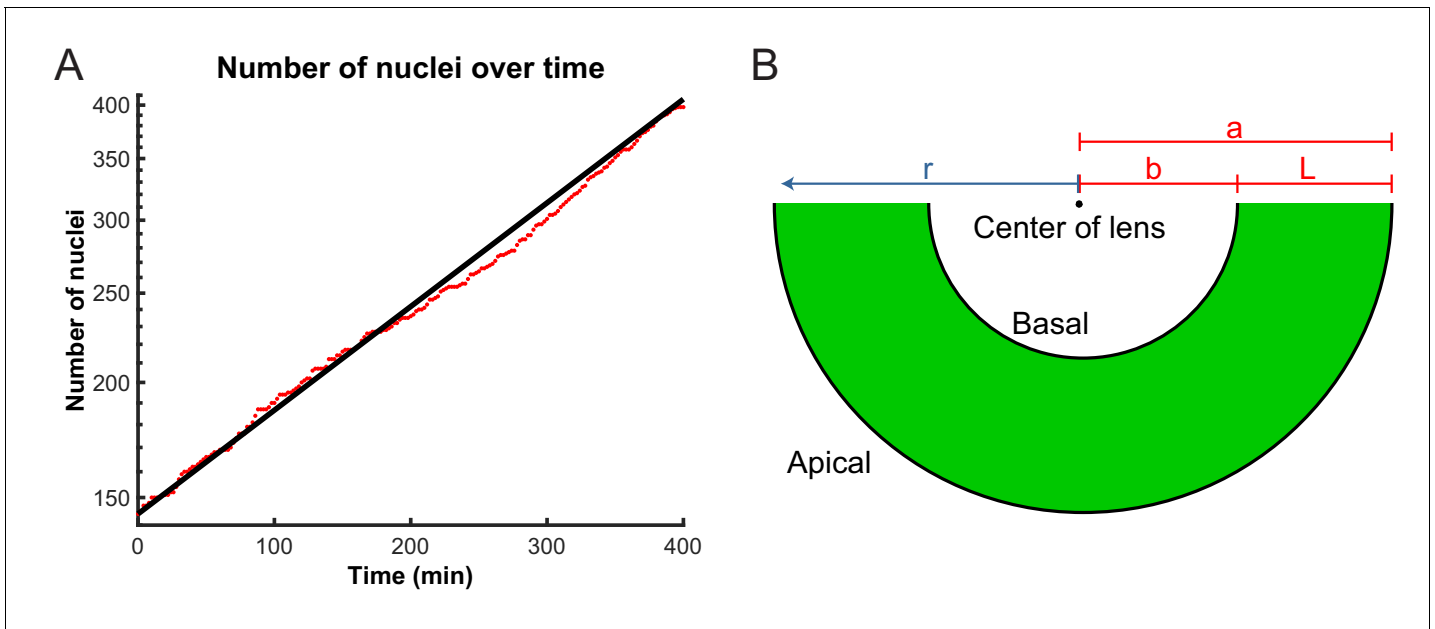 A
Number of nuclei over time
Number of nuclei
400
350
300
250
200
150
0 100 200 300 400
Time (min)
B
a
r b L
Center of lens
Basal
Apical